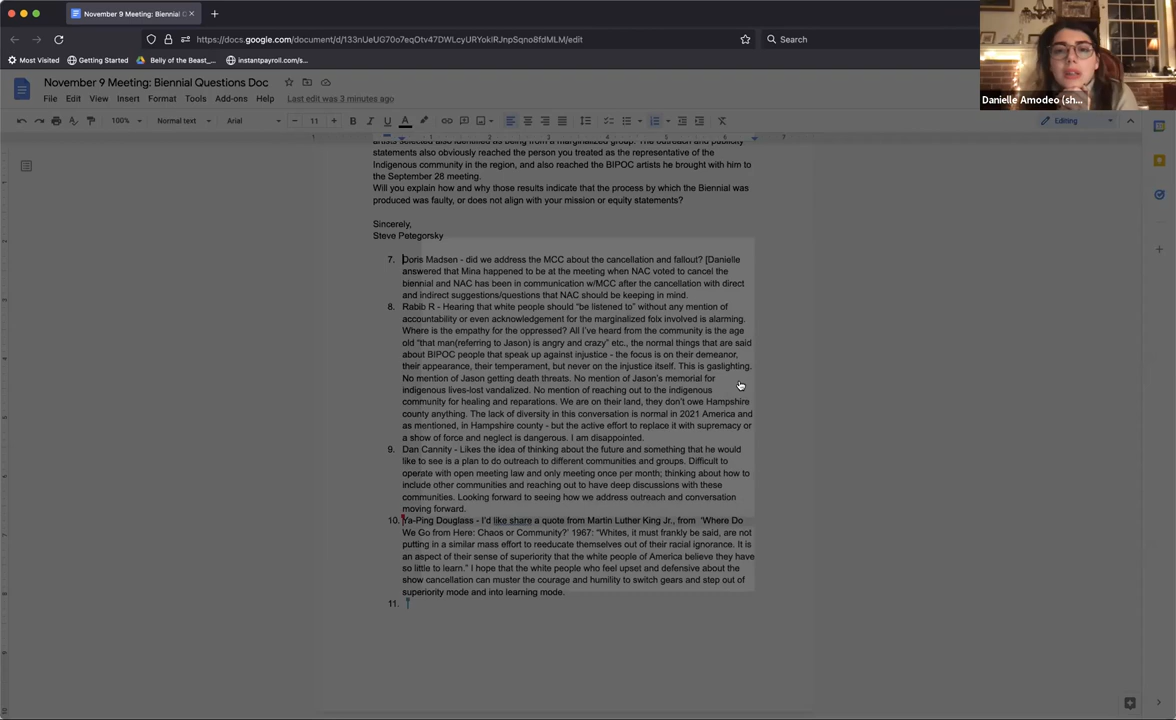 November 9 Meeting: Biennial
https://docs.google.com/document/d/133nUeUG70o7eqOtv47DWLcyURYokIRJnpSqno8fdMLM/edit
Search
Most Visited
Getting Started
Belly of the Beast_...
instantpayroll.com/s...
Danielle Amodeo (sh...
November 9 Meeting: Biennial Questions Doc
File Edit View Insert Format Tools Add-ons Help Last edit was 3 minutes ago
100% Normal text Arial 11 Editing
1 1 2 3 4 5 6 7
artists selected also identified as being from a marginalized group. The outreach and publicity
statements also obviously reached the person you treated as the representative of the
Indigenous community in the region, and also reached the BIPOC artists he brought with him to
the September 28 meeting.
Will you explain how and why those results indicate that the process by which the Biennial was
produced was faulty, or does not align with your mission or equity statements?
Sincerely,
Steve Petegorsky
7. Doris Madsen - did we address the MCC about the cancellation and fallout? [Danielle
answered that Mina happened to be at the meeting when NAC voted to cancel the
biennial and NAC has been in communication w/MCC after the cancellation with direct
and indirect suggestions/questions that NAC should be keeping in mind.
8. Rabib R - Hearing that white people should “be listened to” without any mention of
accountability or even acknowledgement for the marginalized folx involved is alarming.
Where is the empathy for the oppressed? All I’ve heard from the community is the age
old “that man(referring to Jason) is angry and crazy” etc., the normal things that are said
about BIPOC people that speak up against injustice - the focus is on their demeanor,
their appearance, their temperament, but never on the injustice itself. This is gaslighting.
No mention of Jason getting death threats. No mention of Jason’s memorial for
indigenous lives-lost vandalized. No mention of reaching out to the indigenous
community for healing and reparations. We are on their land, they don’t owe Hampshire
county anything. The lack of diversity in this conversation is normal in 2021 America and
as mentioned, in Hampshire county - but the active effort to replace it with supremacy or
a show of force and neglect is dangerous. I am disappointed.
9. Dan Cannity - Likes the idea of thinking about the future and something that he would
like to see is a plan to do outreach to different communities and groups. Difficult to
operate with open meeting law and only meeting once per month; thinking about how to
include other communities and reaching out to have deep discussions with these
communities. Looking forward to seeing how we address outreach and conversation
moving forward.
10. Ya-Ping Douglass - I’d like share a quote from Martin Luther King Jr., from ‘Where Do
We Go from Here: Chaos or Community?’ 1967: “Whites, it must frankly be said, are not
putting in a similar mass effort to reeducate themselves out of their racial ignorance. It is
an aspect of their sense of superiority that the white people of America believe they have
so little to learn.” I hope that the white people who feel upset and defensive about the
show cancellation can muster the courage and humility to switch gears and step out of
superiority mode and into learning mode.
11.